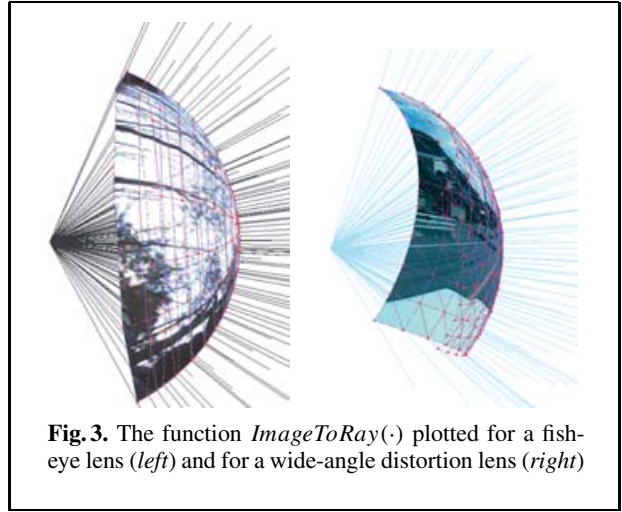 Fig. 3. The function ImageToRay(·) plotted for a fish-
eye lens (left) and for a wide-angle distortion lens (right)